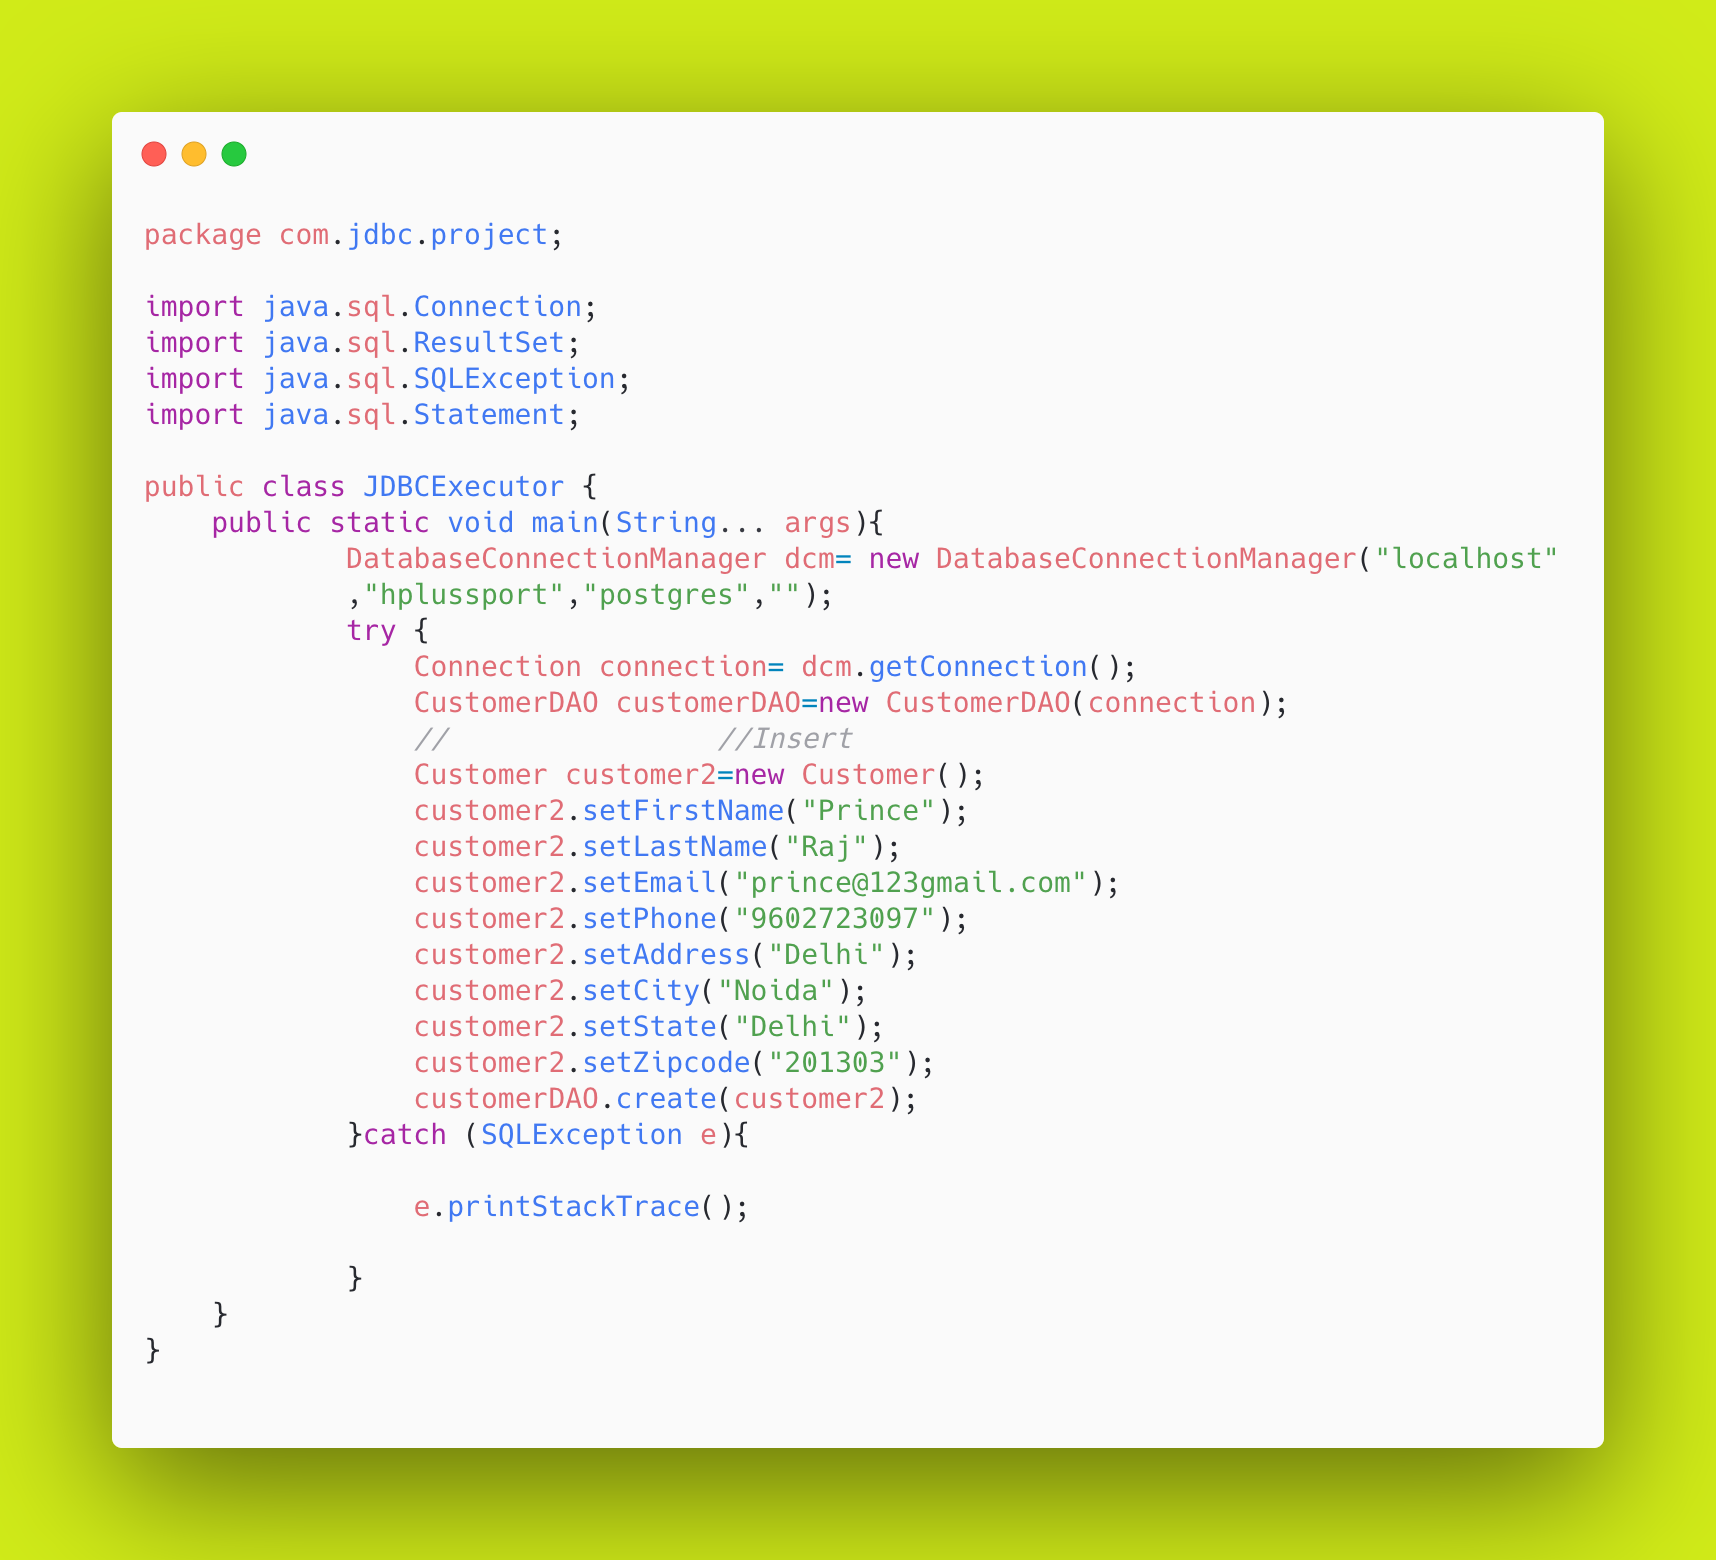 package com.jdbc.project;

import java.sql.Connection;
import java.sql.ResultSet;
import java.sql.SQLException;
import java.sql.Statement;

public class JDBCExecutor {
    public static void main(String... args){
            DatabaseConnectionManager dcm= new DatabaseConnectionManager("localhost"
            ,"hplussport","postgres","");
            try {
                Connection connection= dcm.getConnection();
                CustomerDAO customerDAO=new CustomerDAO(connection);
                //                //Insert
                Customer customer2=new Customer();
                customer2.setFirstName("Prince");
                customer2.setLastName("Raj");
                customer2.setEmail("prince@123gmail.com");
                customer2.setPhone("9602723097");
                customer2.setAddress("Delhi");
                customer2.setCity("Noida");
                customer2.setState("Delhi");
                customer2.setZipcode("201303");
                customerDAO.create(customer2);
            }catch (SQLException e){

                e.printStackTrace();

            }
    }
}